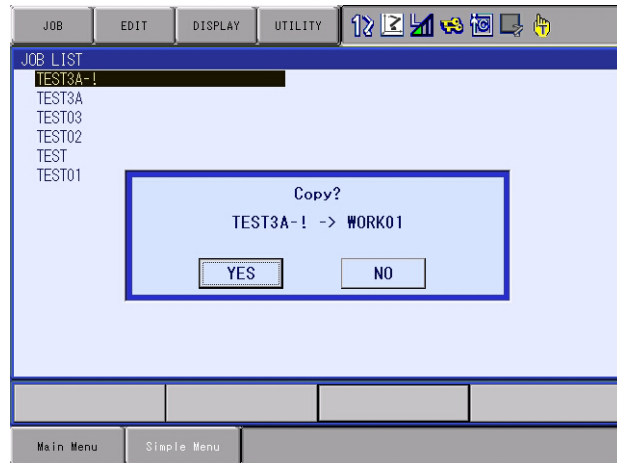 JOB EDIT DISPLAY UTILITY
JOB LIST
TEST3A-!
TEST3A
TEST03
TEST02
TEST
TEST01
Copy?
TEST3A-! -> WORK01
YES NO
Main Menu Simple Menu